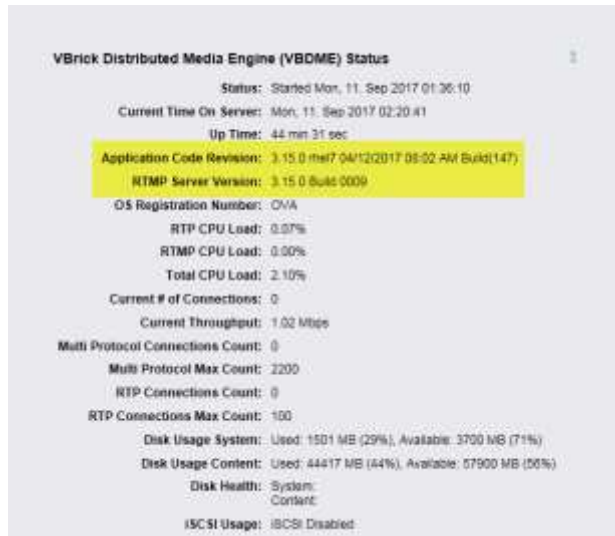 VBrick Distributed Media Engine (VBDME) Status
Status: Started Mon, 11. Sep 2017 01:36:10
Current Time On Server: Mon, 11. Sep 2017 02:20:41
Up Time: 44 min 31 sec
Application Code Revision: 3.15.0 rhel7 04/12/2017 06:02 AM Build(147)
RTMP Server Version: 3.15.0 Build 0009
OS Registration Number: OVA
RTP CPU Load: 0.07%
RTMP CPU Load: 0.00%
Total CPU Load: 2.10%
Current # of Connections: 0
Current Throughput: 1.02 Mbps
Multi Protocol Connections Count: 0
Multi Protocol Max Count: 2200
RTP Connections Count: 0
RTP Connections Max Count: 100
Disk Usage System: Used: 1501 MB (29%), Available: 3700 MB (71%)
Disk Usage Content: Used: 44417 MB (44%), Available: 57900 MB (56%)
Disk Health: System:
Content:
iSCSI Usage: iSCSI Disabled